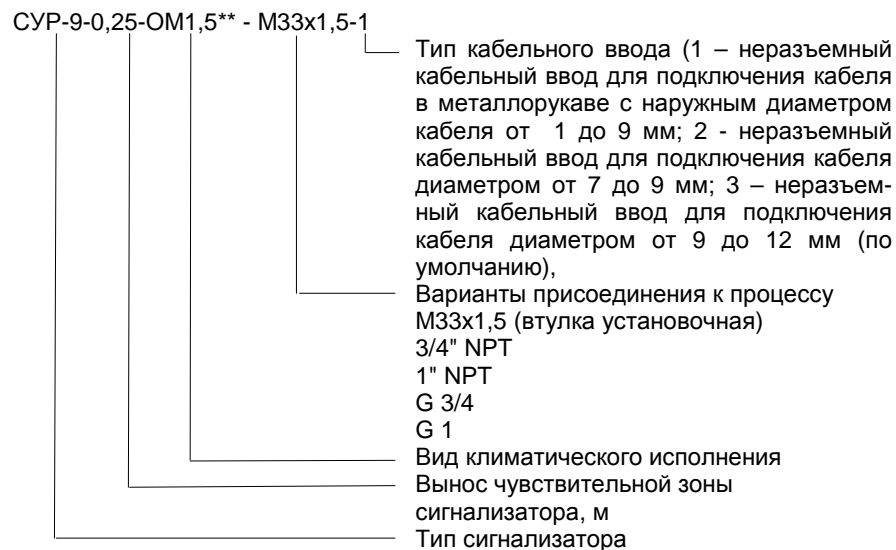 СУР-9-0,25-ОМ1,5** - М33х1,5-1
Тип кабельного ввода (1 – неразъемный
кабельный ввод для подключения кабеля
в металлорукаве с наружным диаметром
кабеля от 1 до 9 мм; 2 - неразъемный
кабельный ввод для подключения кабеля
диаметром от 7 до 9 мм; 3 – неразъем-
ный кабельный ввод для подключения
кабеля диаметром от 9 до 12 мм (по
умолчанию),
Варианты присоединения к процессу
М33х1,5 (втулка установочная)
3/4" NPT
1" NPT
G 3/4
G 1
Вид климатического исполнения
Вынос чувствительной зоны
сигнализатора, м
Тип сигнализатора